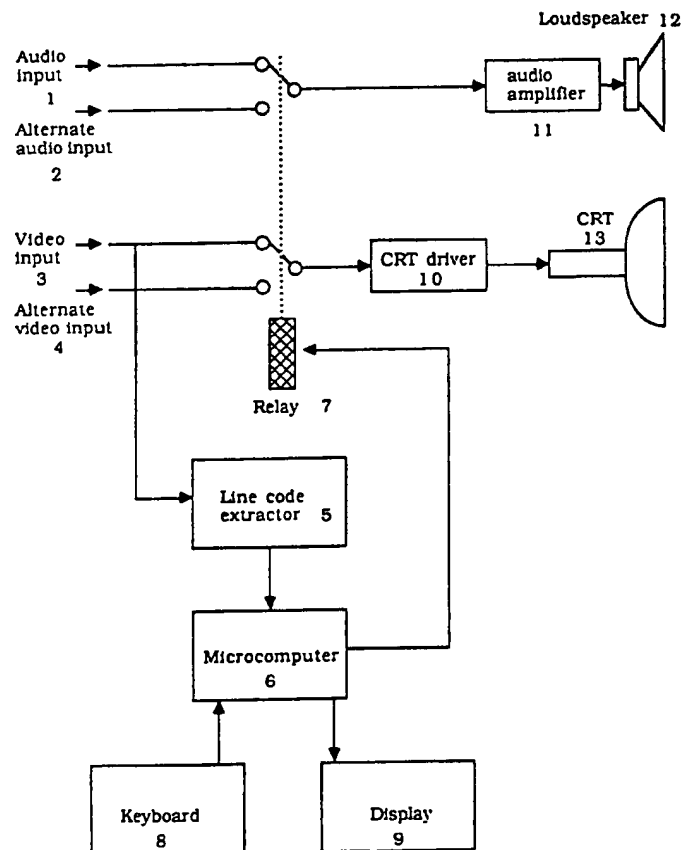 Loudspeaker 12
Audio
input
1
Alternate
audio input
2
audio
amplifier
11
Video
input
3
Alternate
video input
4
CRT driver
10
CRT
13
Relay 7
Line code
extractor 5
Microcomputer
6
Keyboard
8
Display
9